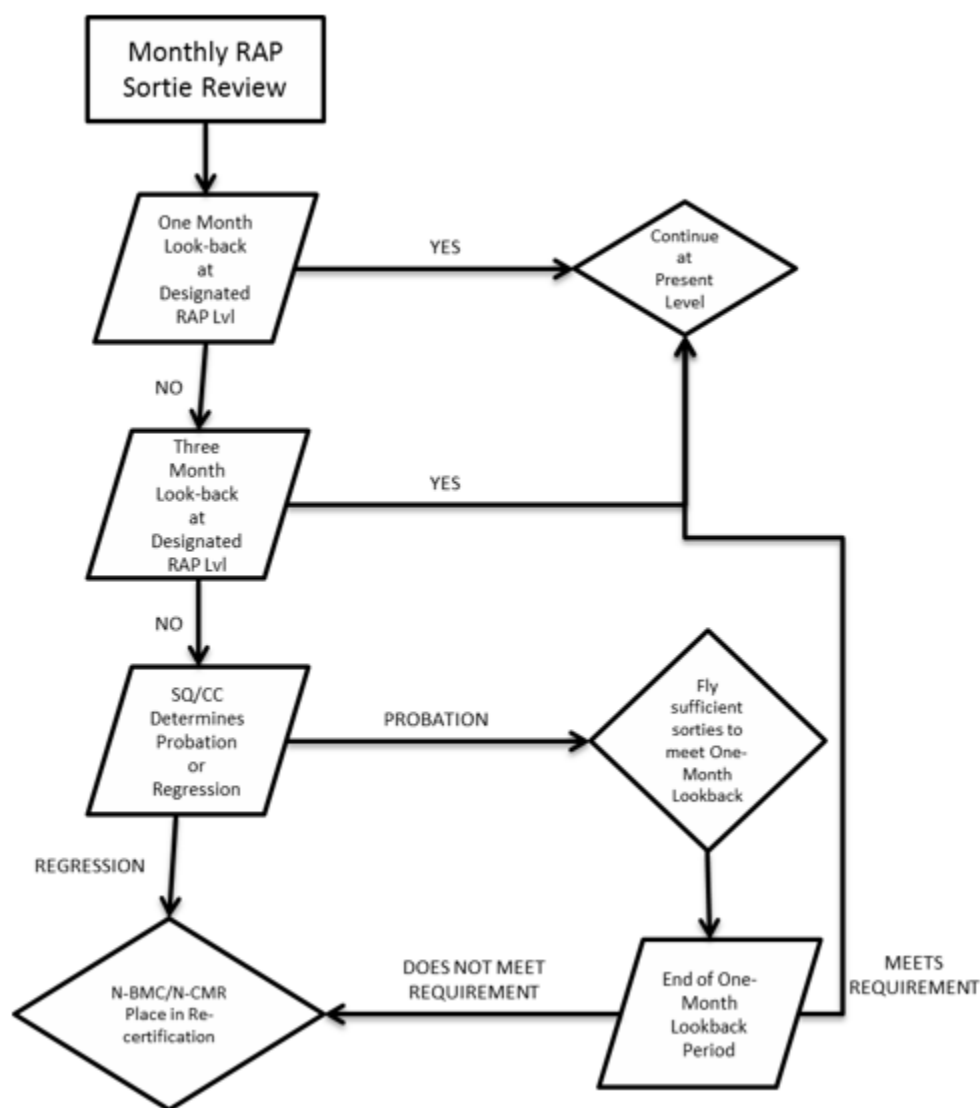 Monthly RAP
Sortie Review
One Month
Look-back
at
Designated
RAP Lvl
YES
Continue
at
Present
Level
NO
Three
Month
Look-back
at
Designated
RAP Lvl
YES
NO
SQ/CC
Determines
Probation
or
Regression
PROBATION
Fly
sufficient
sorties to
meet One-
Month
Lookback
REGRESSION
N-BMC/N-CMR
Place in Re-
certification
DOES NOT MEET
REQUIREMENT
End of One-
Month
Lookback
Period
MEETS
REQUIREMENT